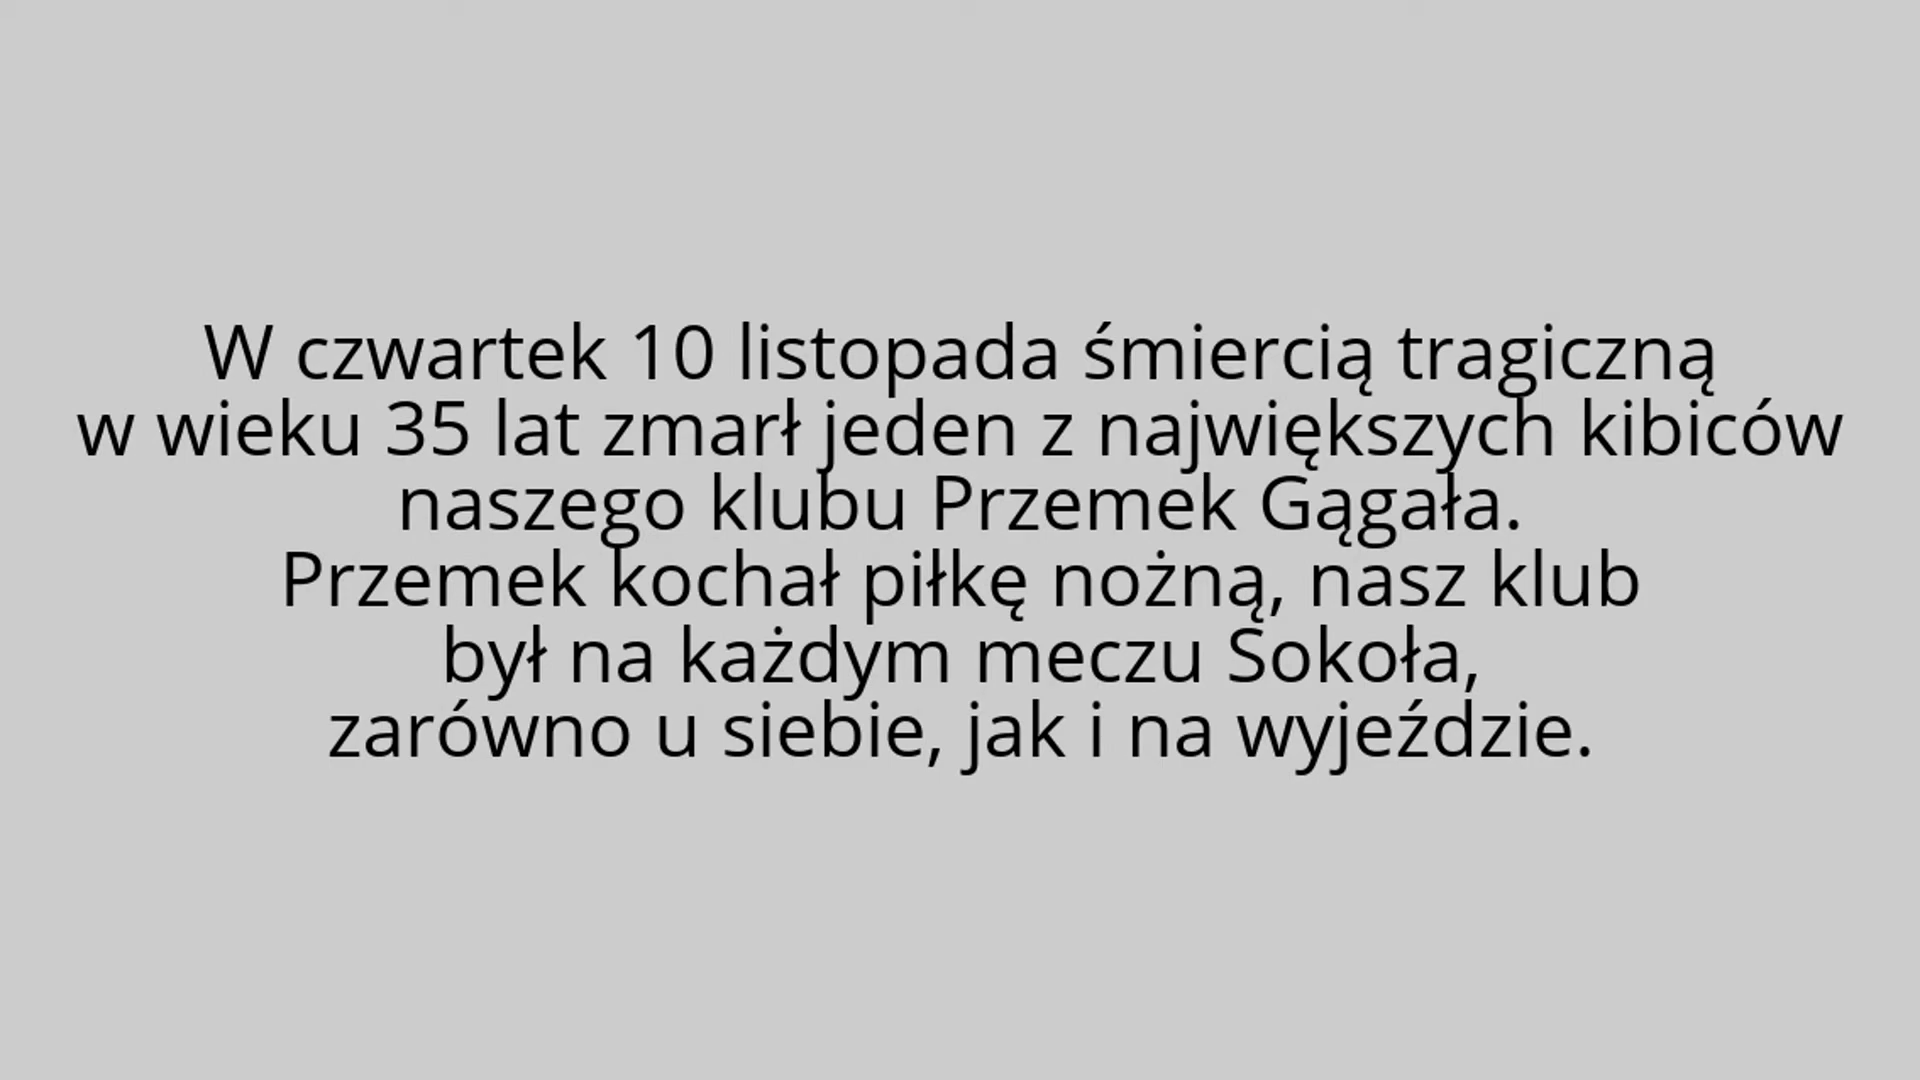 W czwartek 10 listopada śmiercią tragiczną
w wieku 35 lat zmarł jeden z największych kibiców
naszego klubu Przemek Gągała.
Przemek kochał piłkę nożną, nasz klub
był na każdym meczu Sokoła,
zarówno u siebie, jak i na wyjeździe.